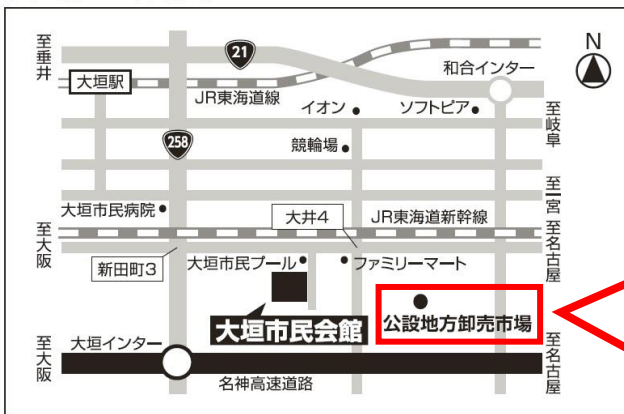 至垂井
21
N
大垣駅
JR東海道線
和合インター
イオン
ソフトピア
至岐阜
258
競輪場
至一宮
大垣市民病院
大井4
JR東海道新幹線
至大阪
至名古屋
新田町3
大垣市民プール
ファミリーマート
大垣市民会館
公設地方卸売市場
至大阪
大垣インター
至名古屋
名神高速道路